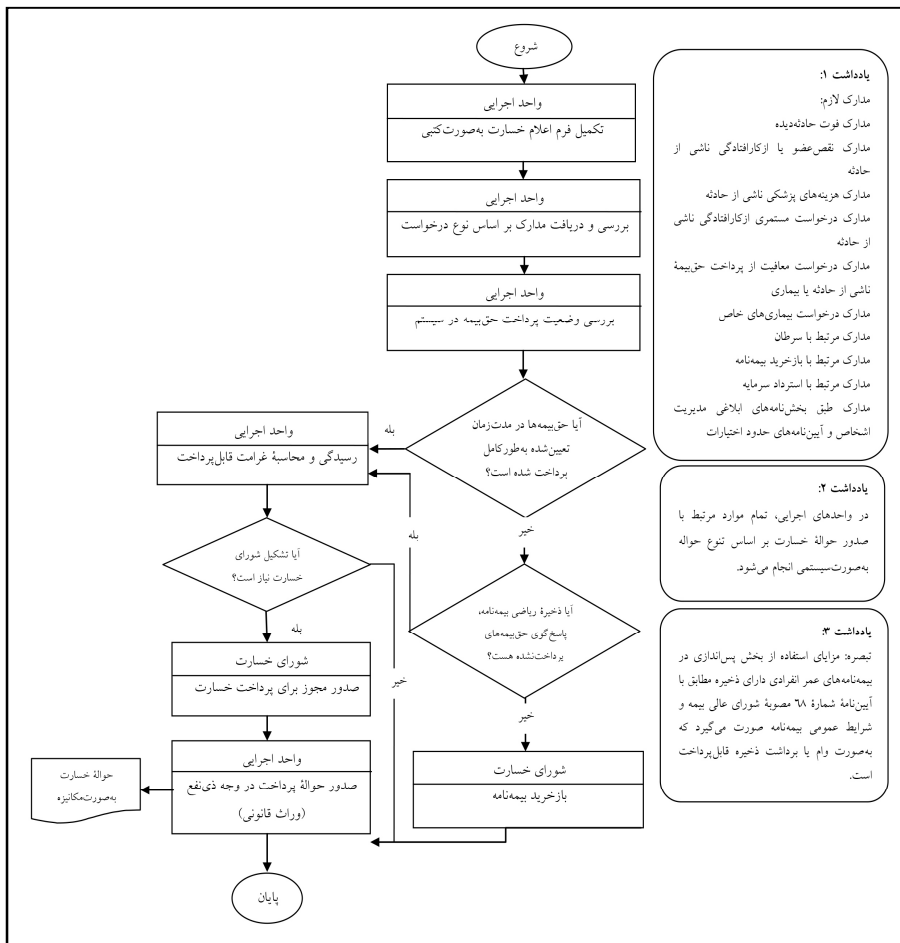 شروع
واحد اجرایی
تکمیل فرم اعلام خسارت به‌صورت‌کتبی
واحد اجرایی
بررسی و دریافت مدارک بر اساس نوع درخواست
واحد اجرایی
بررسی وضعیت پرداخت حق‌بیمه در سیستم
آیا حق‌بیمه‌ها در مدت‌زمان
تعیین‌شده به‌طورکامل
پرداخت شده است؟
بله
خیر
واحد اجرایی
رسیدگی و محاسبهٔ غرامت قابل‌پرداخت
آیا ذخیرهٔ ریاضی بیمه‌نامه،
پاسخ‌گوی حق‌بیمه‌های
پرداخت‌نشده هست؟
بله
خیر
آیا تشکیل شورای
خسارت نیاز است؟
بله
خیر
شورای خسارت
صدور مجوز برای پرداخت خسارت
شورای خسارت
بازخرید بیمه‌نامه
واحد اجرایی
صدور حوالهٔ پرداخت در وجه ذی‌نفع
(وراث قانونی)
حوالهٔ خسارت
به‌صورت‌مکانیزه
پایان
یادداشت ۱:
مدارک لازم:
مدارک فوت حادثه‌دیده
مدارک نقص‌عضو یا ازکارافتادگی ناشی از
حادثه
مدارک هزینه‌های پزشکی ناشی از حادثه
مدارک درخواست مستمری ازکارافتادگی ناشی
از حادثه
مدارک درخواست معافیت از پرداخت حق‌بیمهٔ
ناشی از حادثه یا بیماری
مدارک درخواست بیماری‌های خاص
مدارک مرتبط با سرطان
مدارک مرتبط با بازخرید بیمه‌نامه
مدارک مرتبط با استرداد سرمایه
مدارک طبق بخش‌نامه‌های ابلاغی مدیریت
اشخاص و آیین‌نامه‌های حدود اختیارات
یادداشت ۲:
در واحدهای اجرایی، تمام موارد مرتبط با
صدور حوالهٔ خسارت بر اساس تنوع حواله
به‌صورت‌سیستمی انجام می‌شود.
یادداشت ۳:
تبصره: مزایای استفاده از بخش پس‌اندازی در
بیمه‌نامه‌های عمر انفرادی دارای ذخیره مطابق با
آیین‌نامهٔ شمارهٔ ۶۸ مصوبهٔ شورای عالی بیمه و
شرایط عمومی بیمه‌نامه صورت می‌گیرد که
به‌صورت وام یا برداشت ذخیره قابل‌پرداخت
است.